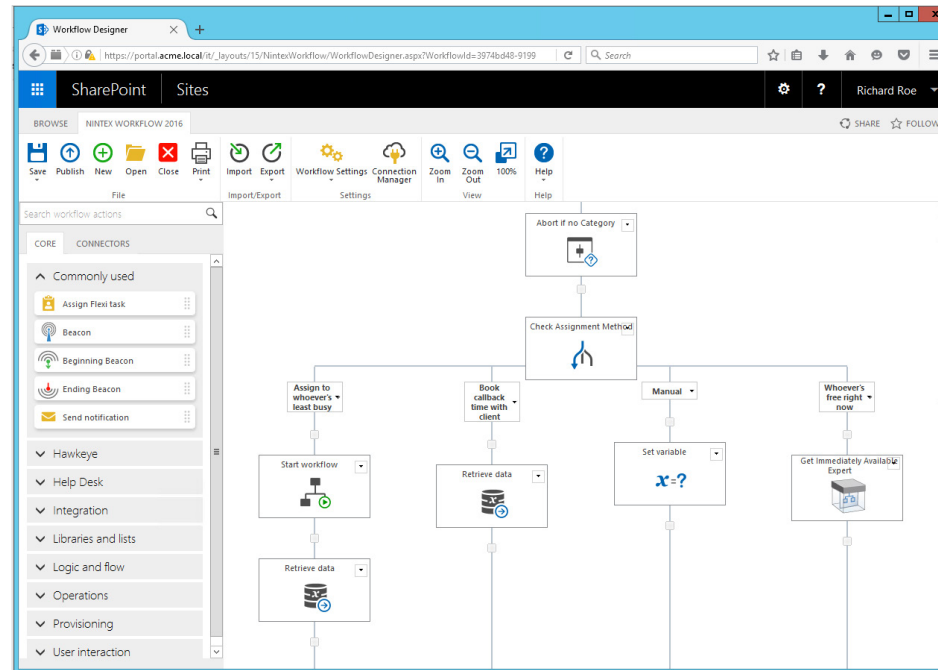 Workflow Designer
https://portal.acme.local/it/_layouts/15/NintexWorkflow/WorkflowDesigner.aspx?WorkflowId=3974bd48-9199
Search
SharePoint
Sites
?
Richard Roe
BROWSE
NINTEX WORKFLOW 2016
SHARE
FOLLOW
Save
Publish
New
Open
Close
Print
Import
Export
Workflow Settings
Connection
Manager
Zoom
In
Zoom
Out
100%
Help
File
Import/Export
Settings
View
Help
Search workflow actions
CORE
CONNECTORS
Commonly used
Assign Flexi task
Beacon
Beginning Beacon
Ending Beacon
Send notification
Hawkeye
Help Desk
Integration
Libraries and lists
Logic and flow
Operations
Provisioning
User interaction
Abort if no Category
Check Assignment Method
Assign to
whoever's
least busy
Book
callback
time with
client
Manual
Whoever's
free right
now
Start workflow
Retrieve data
Set variable
x=?
Get Immediately Available
Expert
Retrieve data